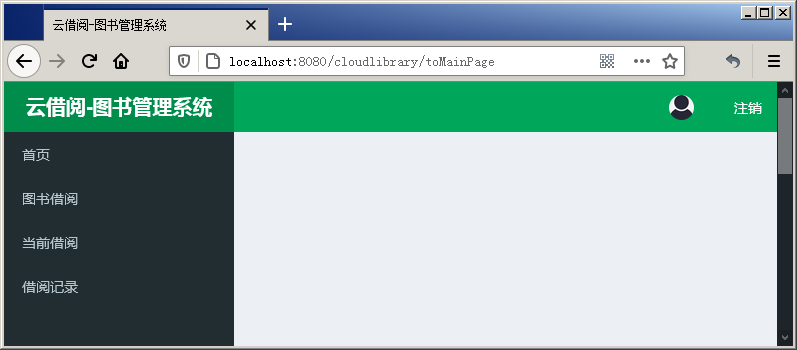 云借阅-图书管理系统
localhost:8080/cloudlibrary/toMainPage
云借阅-图书管理系统
注销
首页
图书借阅
当前借阅
借阅记录